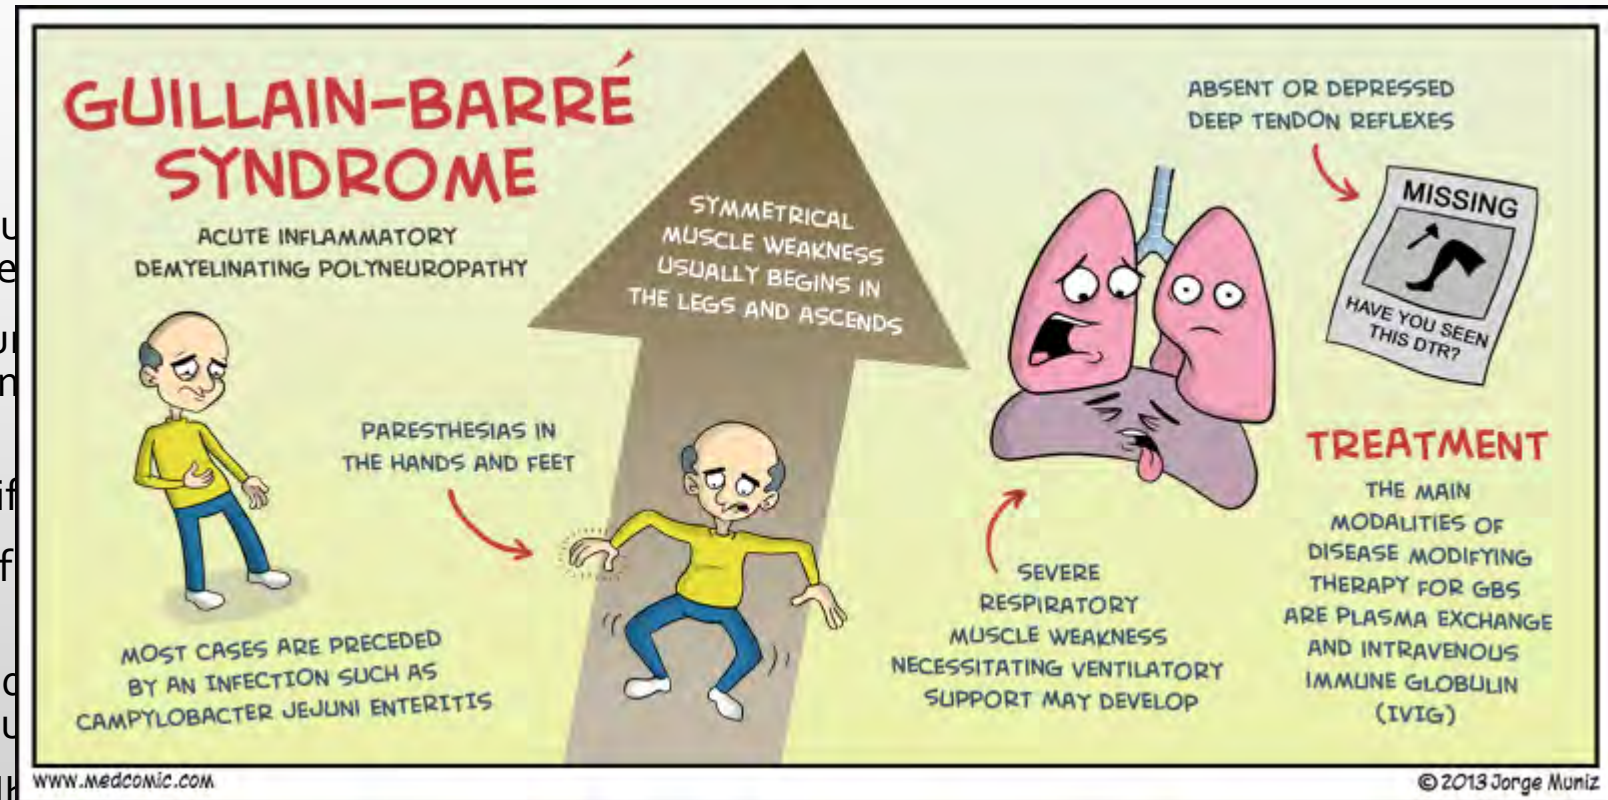 GUILLAIN-BARRÉ
SYNDROME
ACUTE INFLAMMATORY
DEMYELINATING POLYNEUROPATHY
MOST CASES ARE PRECEDED
BY AN INFECTION SUCH AS
CAMPYLOBACTER JEJUNI ENTERITIS
PARESTHESIAS IN
THE HANDS AND FEET
SYMMETRICAL
MUSCLE WEAKNESS
USUALLY BEGINS IN
THE LEGS AND ASCENDS
SEVERE
RESPIRATORY
MUSCLE WEAKNESS
NECESSITATING VENTILATORY
SUPPORT MAY DEVELOP
ABSENT OR DEPRESSED
DEEP TENDON REFLEXES
MISSING
HAVE YOU SEEN
THIS DTR?
TREATMENT
THE MAIN
MODALITIES OF
DISEASE MODIFYING
THERAPY FOR GBS
ARE PLASMA EXCHANGE
AND INTRAVENOUS
IMMUNE GLOBULIN
(IVIG)
www.medcomic.com
© 2013 Jorge Muniz